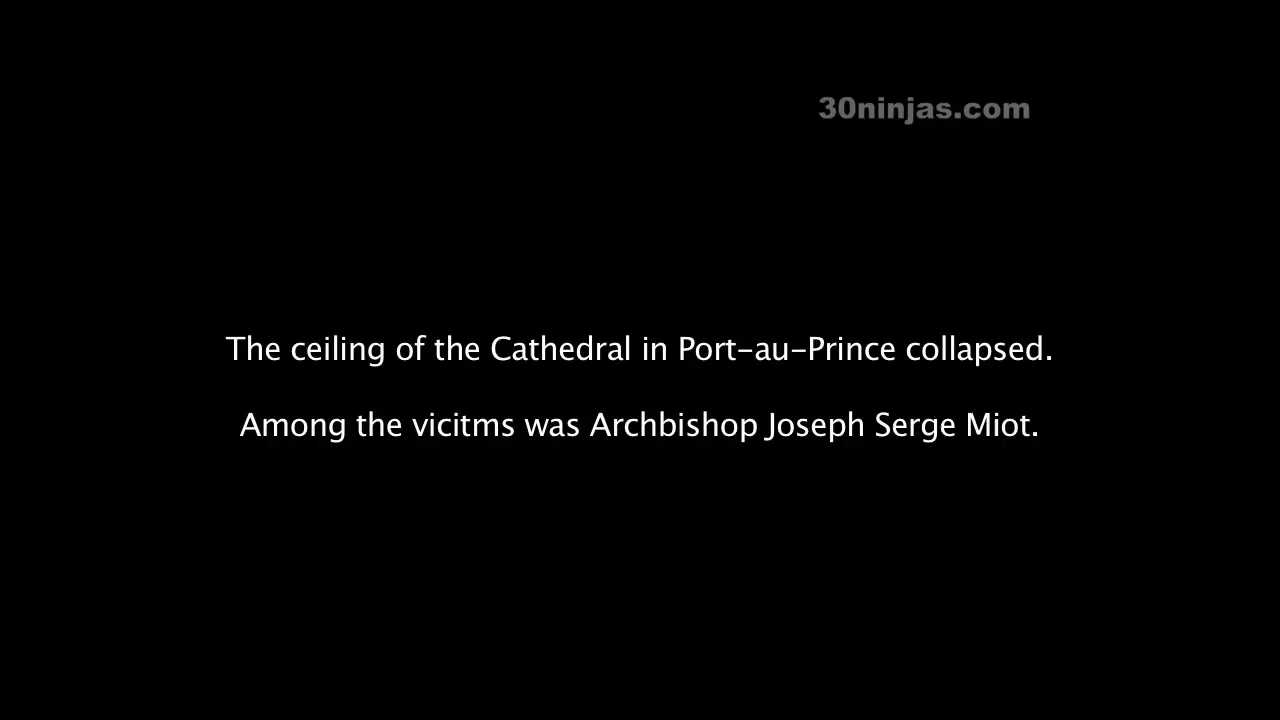 30ninjas.com
The ceiling of the Cathedral in Port-au-Prince collapsed.
Among the vicitms was Archbishop Joseph Serge Miot.